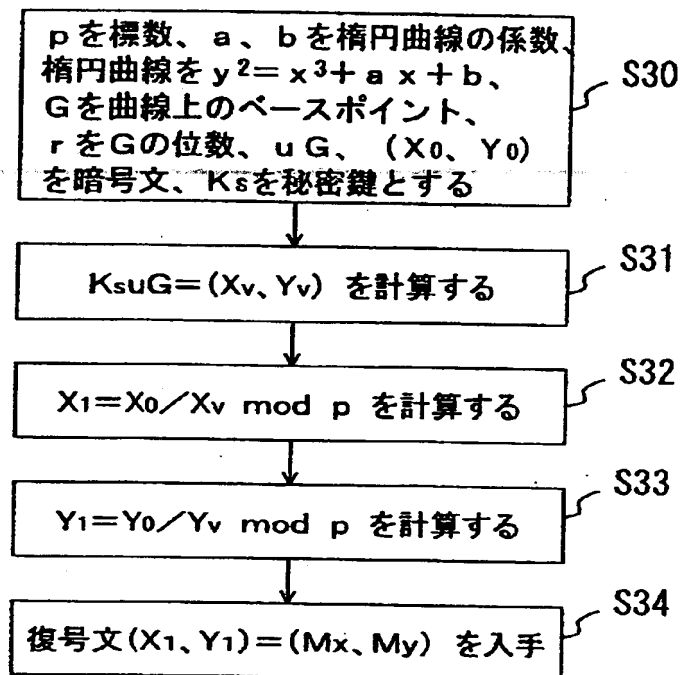 pを標数、a、bを楕円曲線の係数、
楕円曲線をy²=x³+ax+b、
Gを曲線上のベースポイント、
rをGの位数、uG、(X₀、Y₀)
を暗号文、Ksを秘密鍵とする
S30
KsuG=(Xv、Yv)を計算する
S31
X₁=X₀/Xv mod p を計算する
S32
Y₁=Y₀/Yv mod p を計算する
S33
復号文(X₁、Y₁)=(Mx、My)を入手
S34